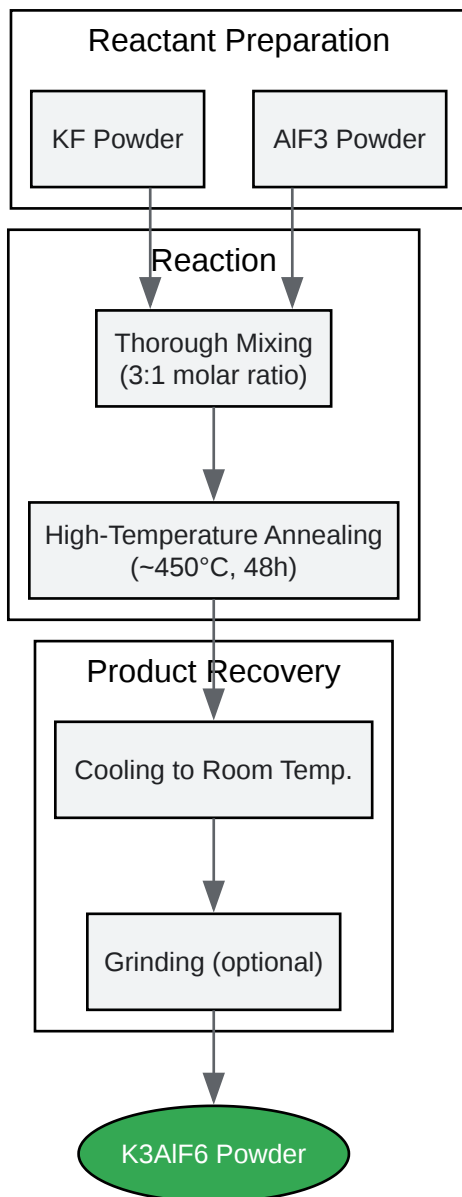 Reactant Preparation
KF Powder
AlF3 Powder
Reaction
Thorough Mixing
(3:1 molar ratio)
High-Temperature Annealing
(~450°C, 48h)
Product Recovery
Cooling to Room Temp.
Grinding (optional)
K3AlF6 Powder